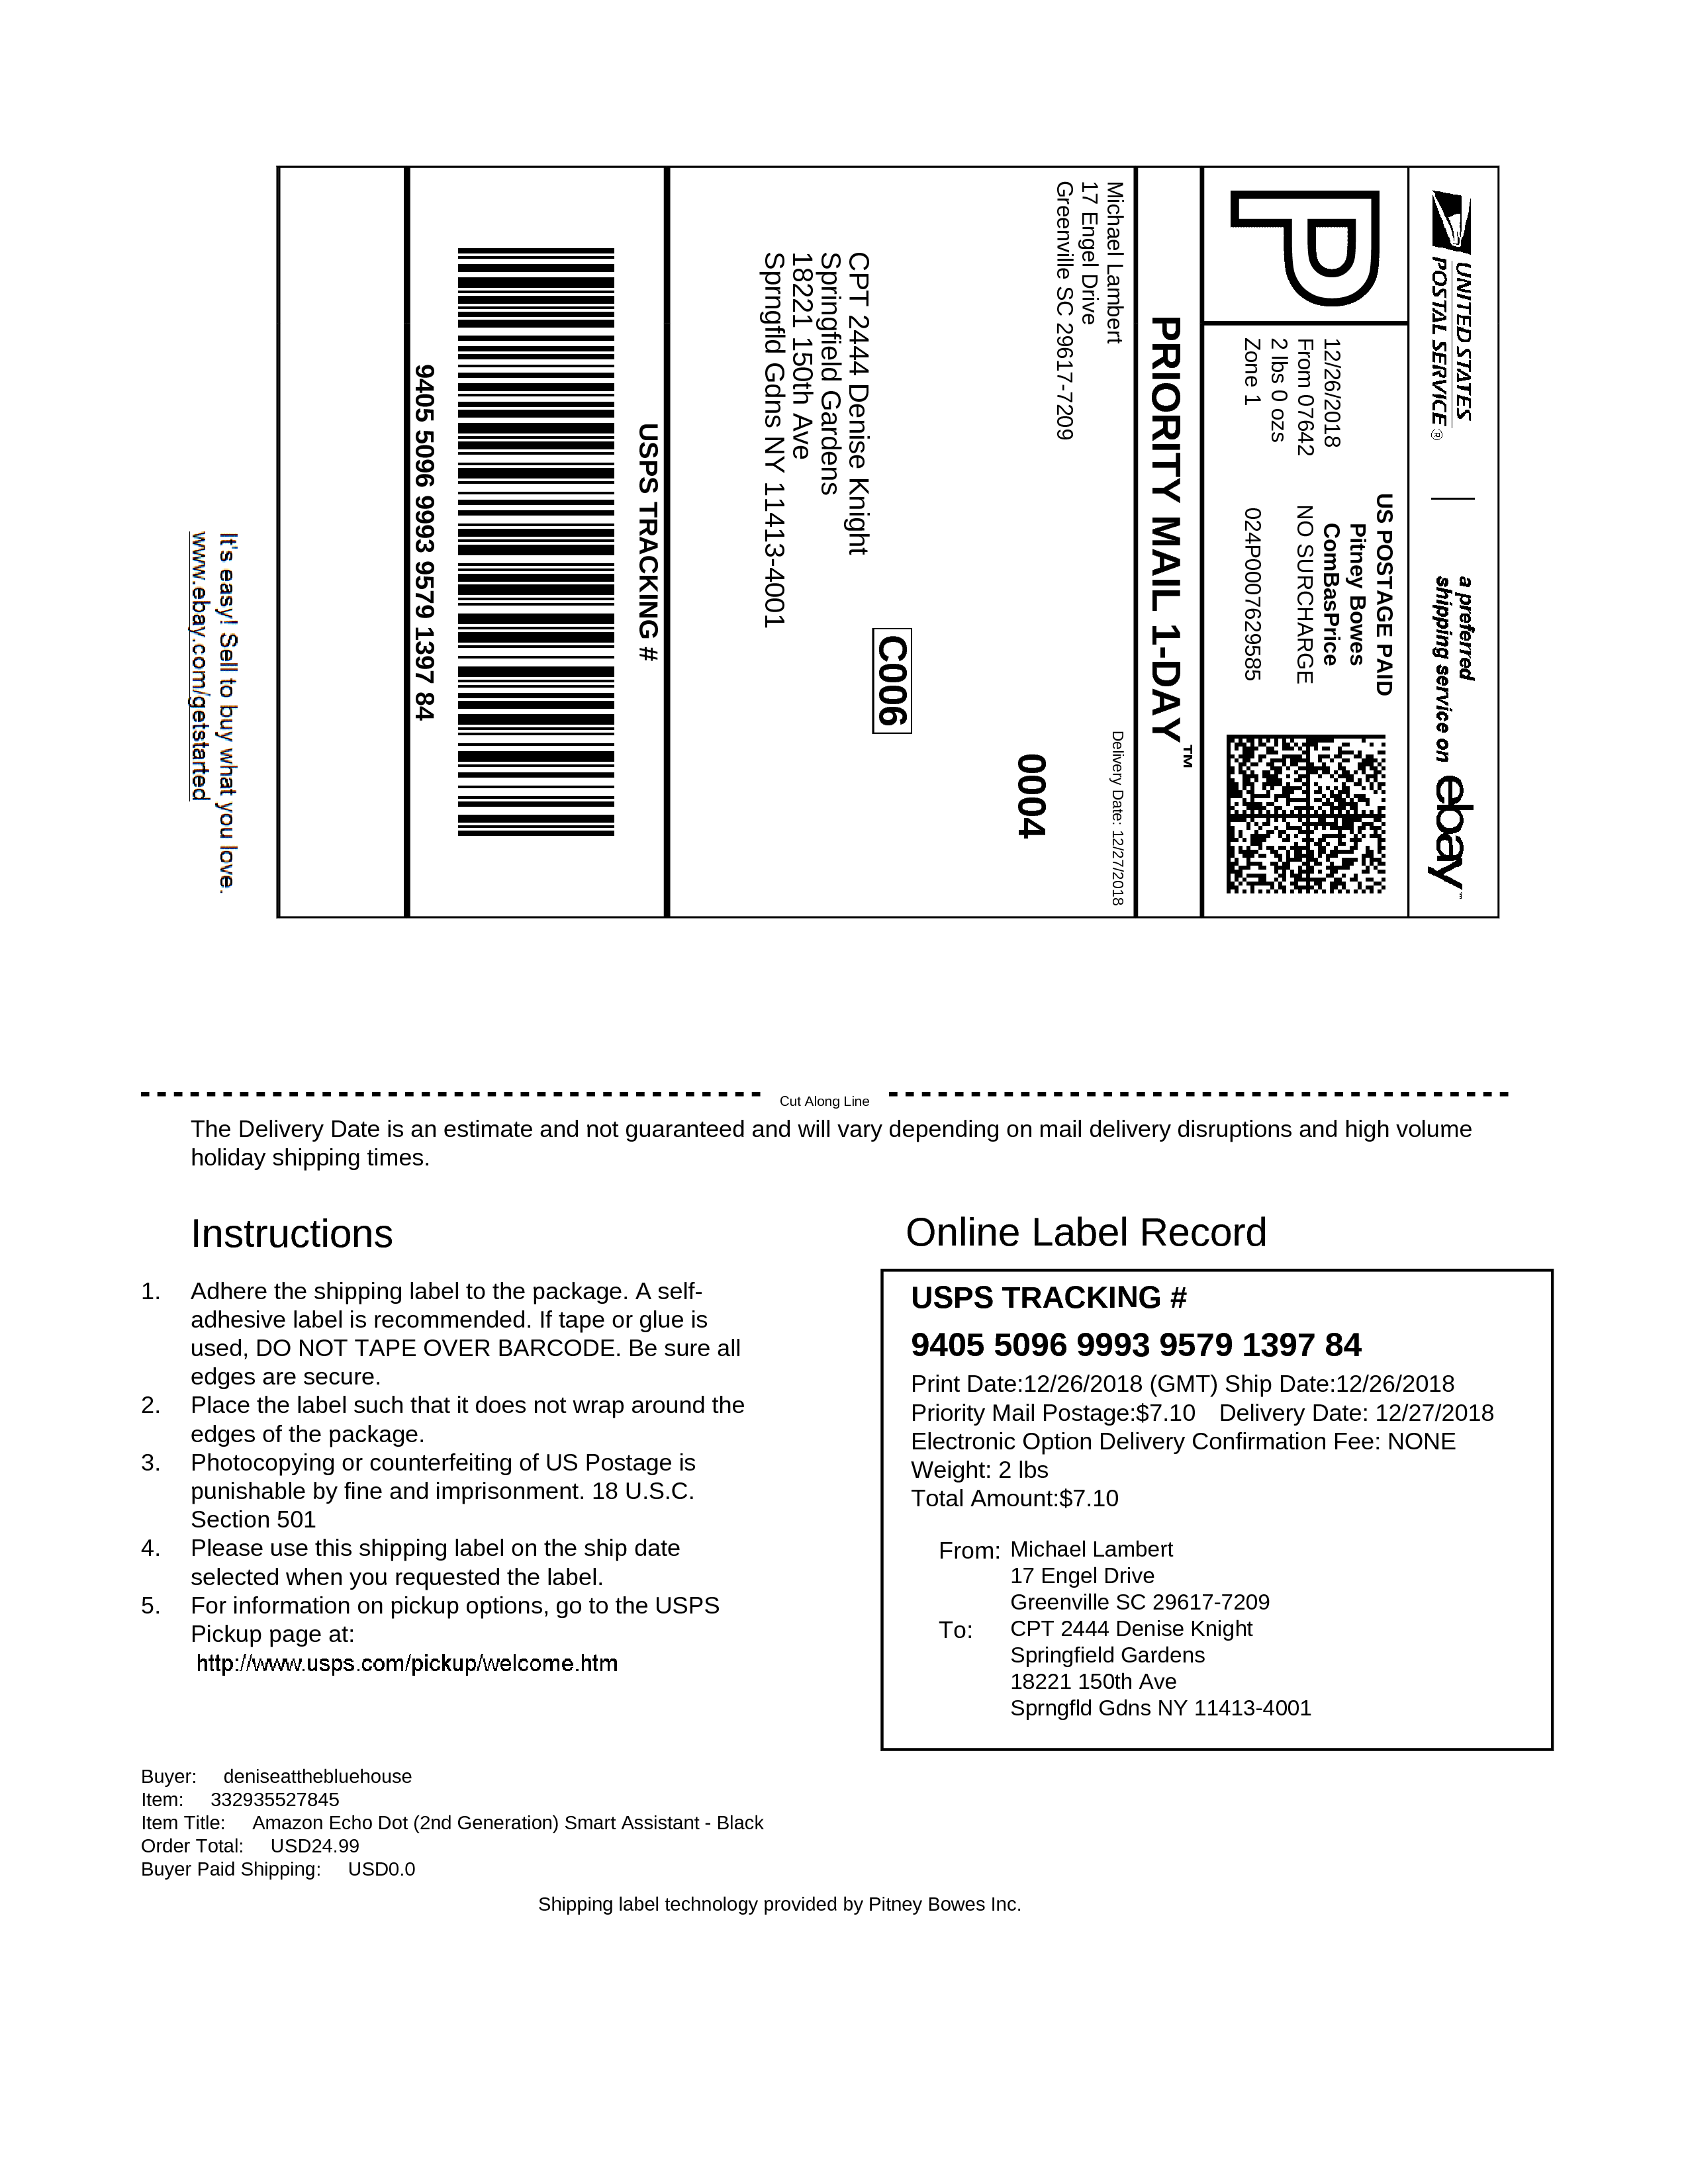 UNITED STATES
POSTAL SERVICE®
a preferred
shipping service on
ebay™
P
12/26/2018
From 07642
2 lbs 0 ozs
Zone 1
US POSTAGE PAID
Pitney Bowes
ComBasPrice
NO SURCHARGE
024P0007629585
PRIORITY MAIL 1-DAY™
Michael Lambert
17 Engel Drive
Greenville SC 29617-7209
Delivery Date: 12/27/2018
0004
C006
CPT 2444 Denise Knight
Springfield Gardens
18221 150th Ave
Sprngfld Gdns NY 11413-4001
USPS TRACKING #
9405 5096 9993 9579 1397 84
It's easy! Sell to buy what you love.
www.ebay.com/getstarted
Cut Along Line
The Delivery Date is an estimate and not guaranteed and will vary depending on mail delivery disruptions and high volume
holiday shipping times.
Instructions
1. Adhere the shipping label to the package. A self-
adhesive label is recommended. If tape or glue is
used, DO NOT TAPE OVER BARCODE. Be sure all
edges are secure.
2. Place the label such that it does not wrap around the
edges of the package.
3. Photocopying or counterfeiting of US Postage is
punishable by fine and imprisonment. 18 U.S.C.
Section 501
4. Please use this shipping label on the ship date
selected when you requested the label.
5. For information on pickup options, go to the USPS
Pickup page at:
http://www.usps.com/pickup/welcome.htm
Online Label Record
USPS TRACKING #
9405 5096 9993 9579 1397 84
Print Date:12/26/2018 (GMT) Ship Date:12/26/2018
Priority Mail Postage:$7.10 Delivery Date: 12/27/2018
Electronic Option Delivery Confirmation Fee: NONE
Weight: 2 lbs
Total Amount:$7.10
From: Michael Lambert
17 Engel Drive
Greenville SC 29617-7209
To: CPT 2444 Denise Knight
Springfield Gardens
18221 150th Ave
Sprngfld Gdns NY 11413-4001
Buyer: deniseatthebluehouse
Item: 332935527845
Item Title: Amazon Echo Dot (2nd Generation) Smart Assistant - Black
Order Total: USD24.99
Buyer Paid Shipping: USD0.0
Shipping label technology provided by Pitney Bowes Inc.